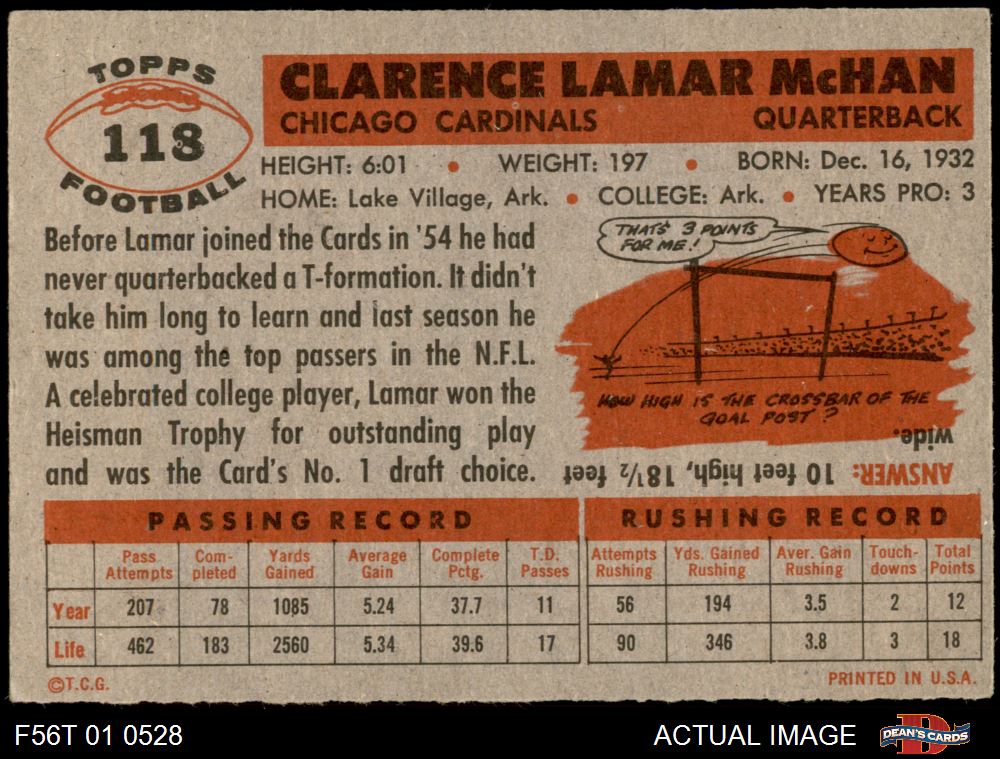 TOPPS
118
FOOTBALL
CLARENCE LAMAR McHAN
CHICAGO CARDINALS QUARTERBACK
HEIGHT: 6:01 • WEIGHT: 197 • BORN: Dec. 16, 1932
HOME: Lake Village, Ark. • COLLEGE: Ark. • YEARS PRO: 3
Before Lamar joined the Cards in '54 he had
never quarterbacked a T-formation. It didn't
take him long to learn and last season he
was among the top passers in the N.F.L.
A celebrated college player, Lamar won the
Heisman Trophy for outstanding play
and was the Card's No. 1 draft choice.
THAT'S 3 POINTS
FOR ME!
HOW HIGH IS THE CROSSBAR OF THE
GOAL POST?
ANSWER: 10 feet high, 18½ feet
wide.
PASSING RECORD
Pass Attempts Com-pleted Yards Gained Average Gain Complete Pctg. T.D. Passes
Year 207 78 1085 5.24 37.7 11
Life 462 183 2560 5.34 39.6 17
RUSHING RECORD
Attempts Rushing Yds. Gained Rushing Aver. Gain Rushing Touch-downs Total Points
56 194 3.5 2 12
90 346 3.8 3 18
©T.C.G. PRINTED IN U.S.A.
F56T 01 0528 ACTUAL IMAGE D DEAN'S CARDS